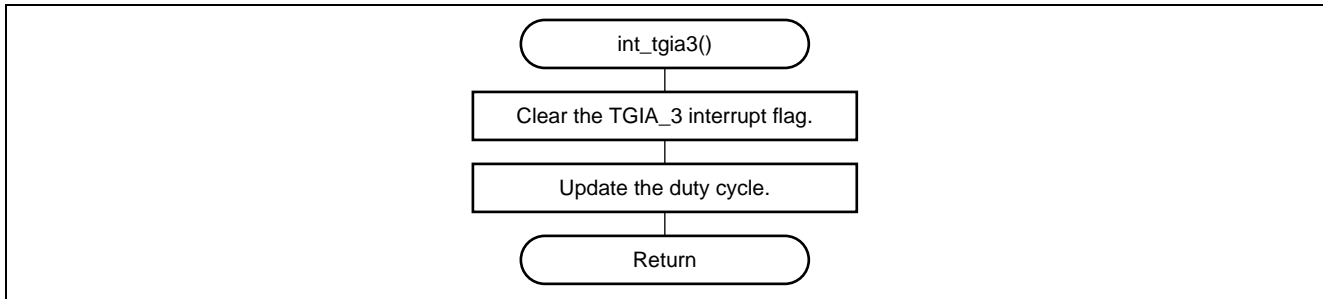 int_tgia3()
Clear the TGIA_3 interrupt flag.
Update the duty cycle.
Return